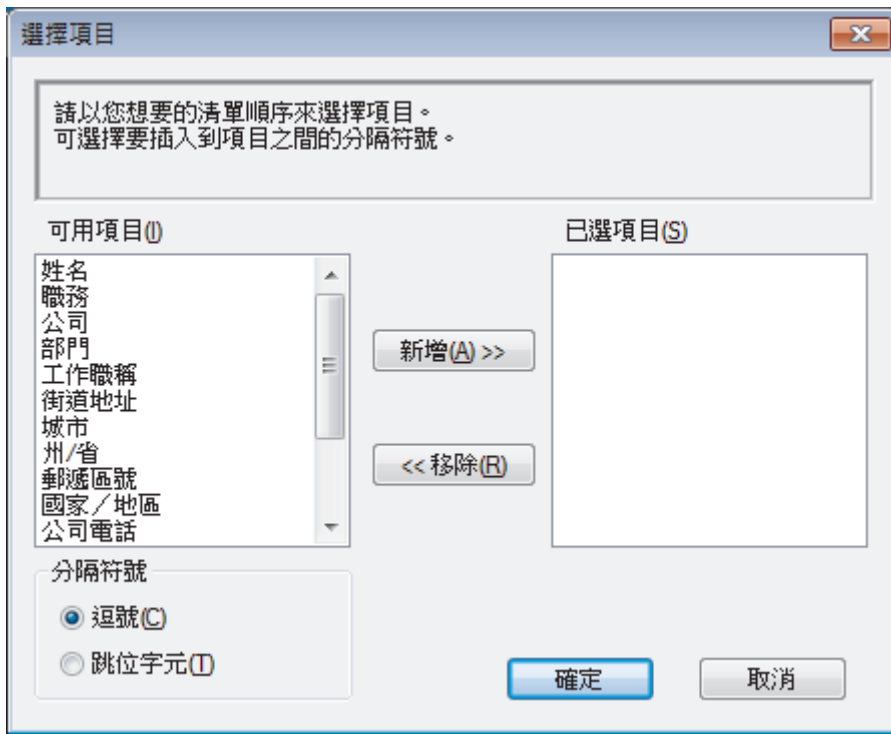 選擇項目
請以您想要的清單順序來選擇項目。
可選擇要插入到項目之間的分隔符號。
可用項目(I)
姓名
職務
公司
部門
工作職稱
街道地址
城市
州/省
郵遞區號
國家／地區
公司電話
新增(A) >>
<< 移除(R)
已選項目(S)
分隔符號
逗號(C)
跳位字元(T)
確定
取消